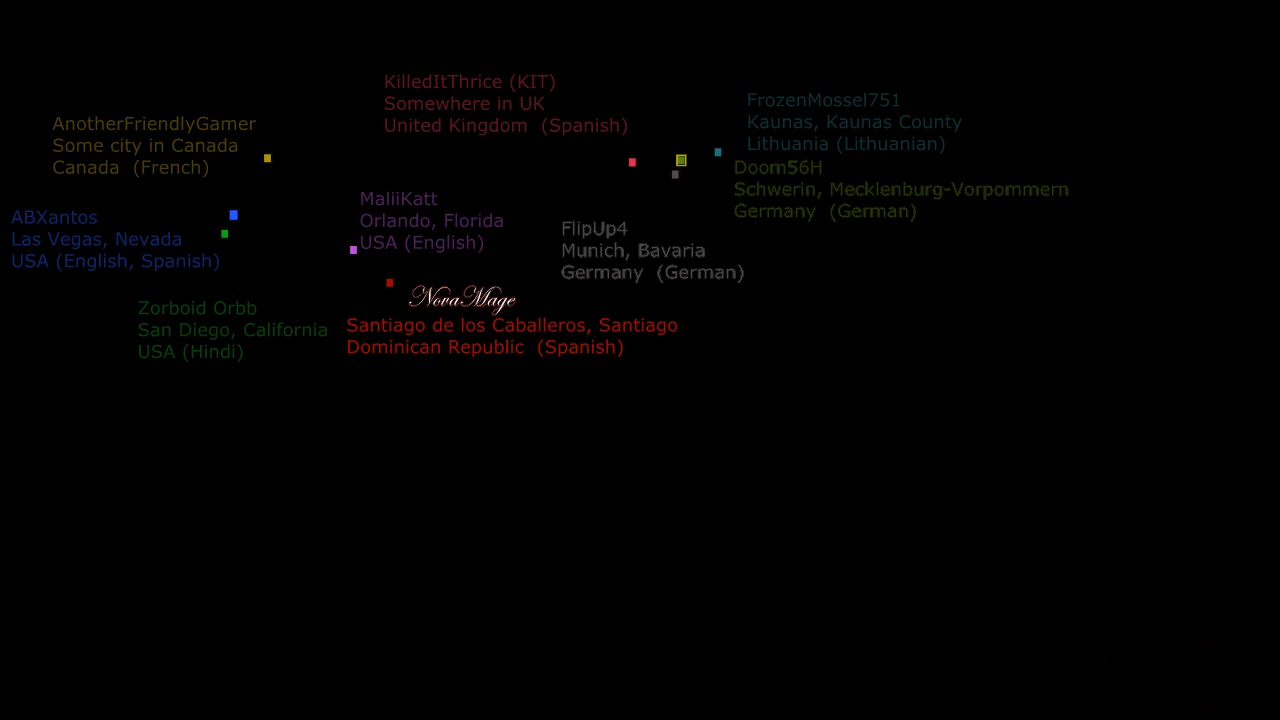 KilledItThrice (KIT)
Somewhere in UK
United Kingdom (Spanish)
FrozenMossel751
Kaunas, Kaunas County
Lithuania (Lithuanian)
AnotherFriendlyGamer
Some city in Canada
Canada (French)
Doom56H
Schwerin, Mecklenburg-Vorpommern
Germany (German)
MaliiKatt
Orlando, Florida
USA (English)
ABXantos
Las Vegas, Nevada
USA (English, Spanish)
FlipUp4
Munich, Bavaria
Germany (German)
NovaMage
Santiago de los Caballeros, Santiago
Dominican Republic (Spanish)
Zorboid Orbb
San Diego, California
USA (Hindi)